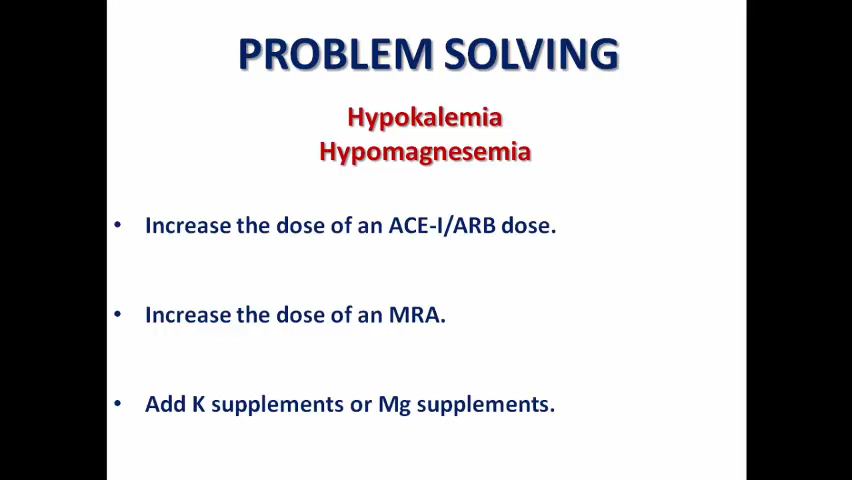 PROBLEM SOLVING
Hypokalemia
Hypomagnesemia
• Increase the dose of an ACE-I/ARB dose.
• Increase the dose of an MRA.
• Add K supplements or Mg supplements.